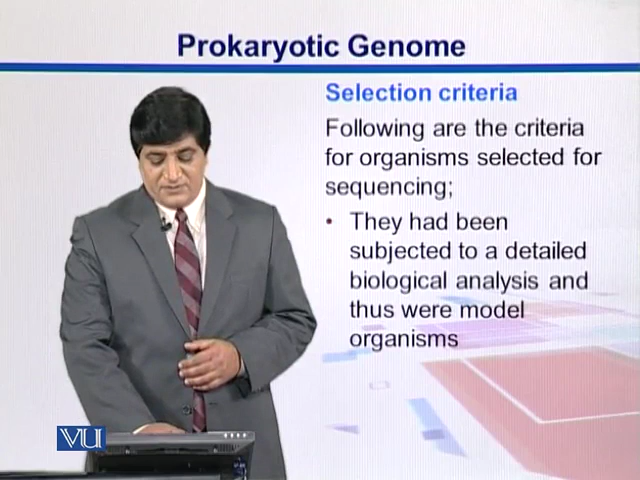 Prokaryotic Genome
Selection criteria
Following are the criteria
for organisms selected for
sequencing;
• They had been
subjected to a detailed
biological analysis and
thus were model
organisms
VU